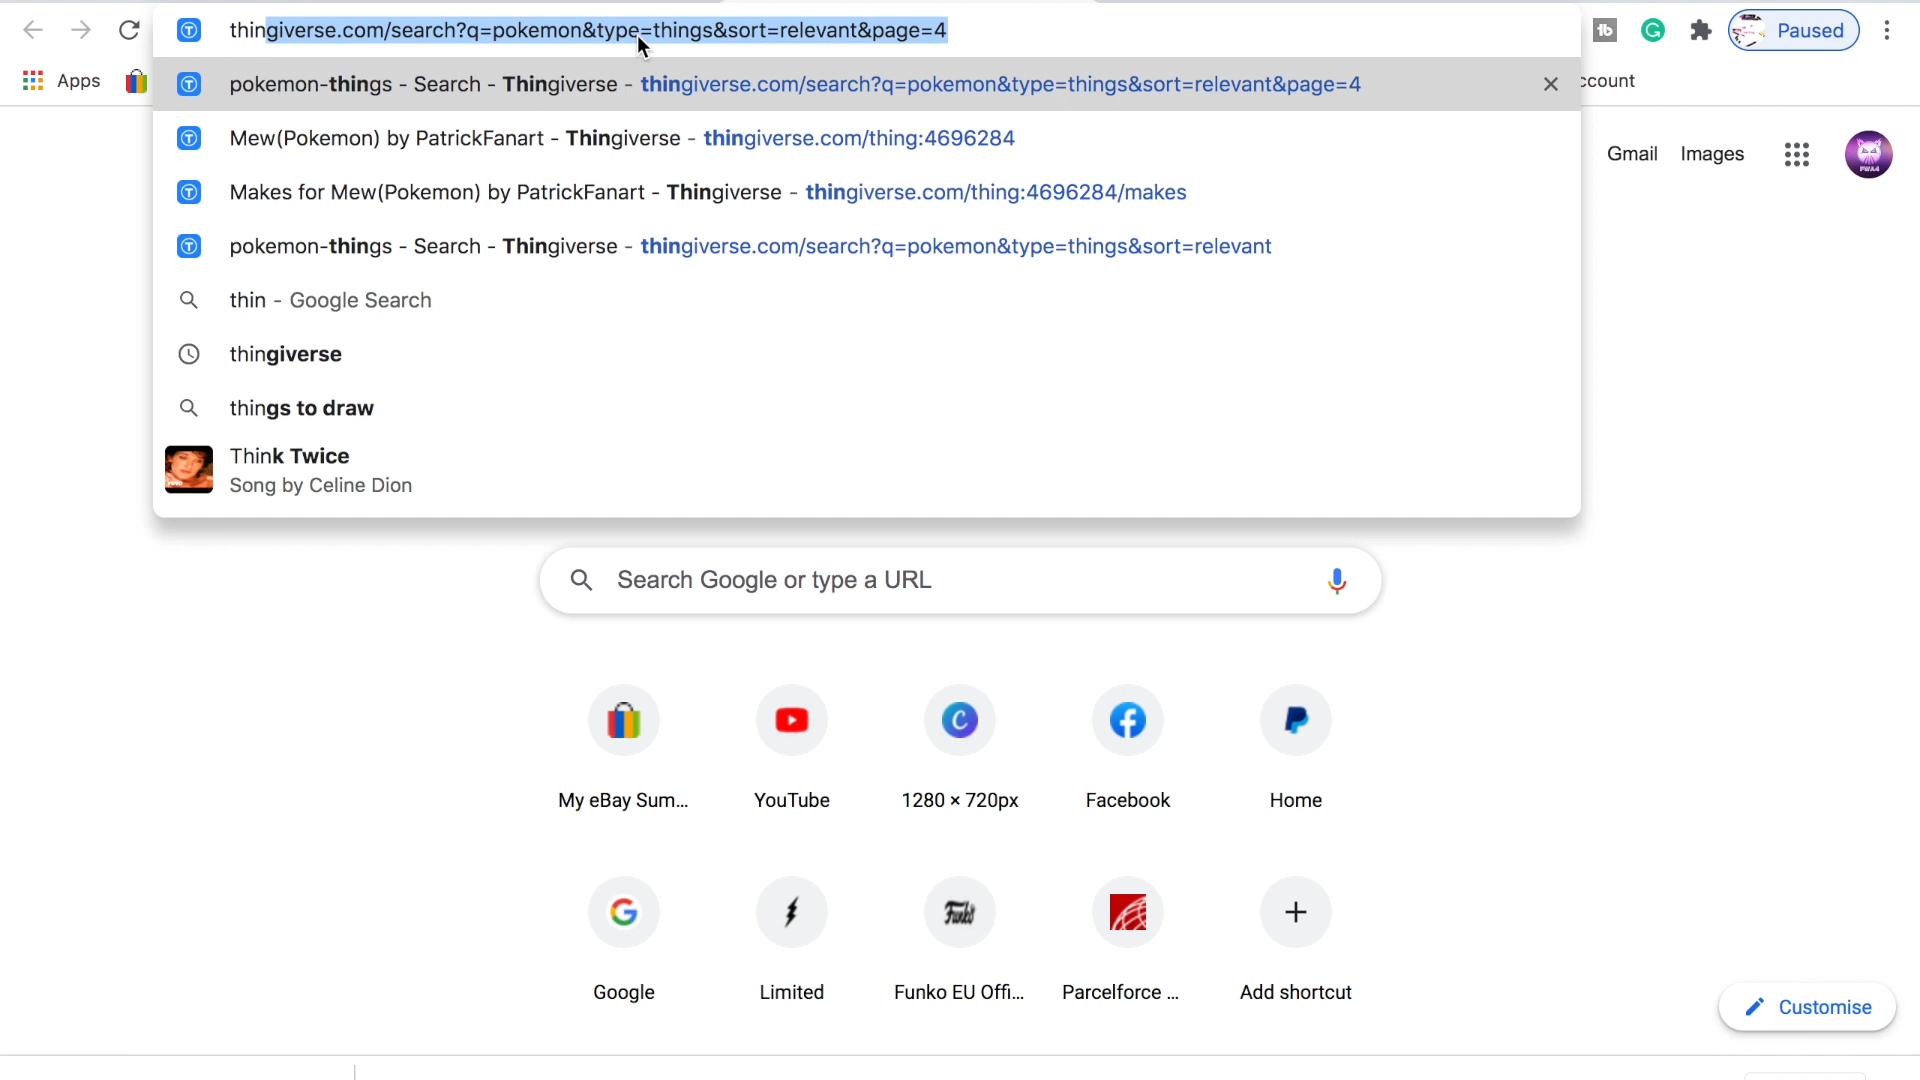 thingiverse.com/search?q=pokemon&type=things&sort=relevant&page=4
Paused
Apps
ccount
pokemon-things - Search - Thingiverse - thingiverse.com/search?q=pokemon&type=things&sort=relevant&page=4
Mew(Pokemon) by PatrickFanart - Thingiverse - thingiverse.com/thing:4696284
Gmail Images
Makes for Mew(Pokemon) by PatrickFanart - Thingiverse - thingiverse.com/thing:4696284/makes
pokemon-things - Search - Thingiverse - thingiverse.com/search?q=pokemon&type=things&sort=relevant
thin - Google Search
thingiverse
things to draw
Think Twice
Song by Celine Dion
Search Google or type a URL
My eBay Sum... YouTube 1280 × 720px Facebook Home
Funko
Google Limited Funko EU Offi... Parcelforce ... Add shortcut
Customise